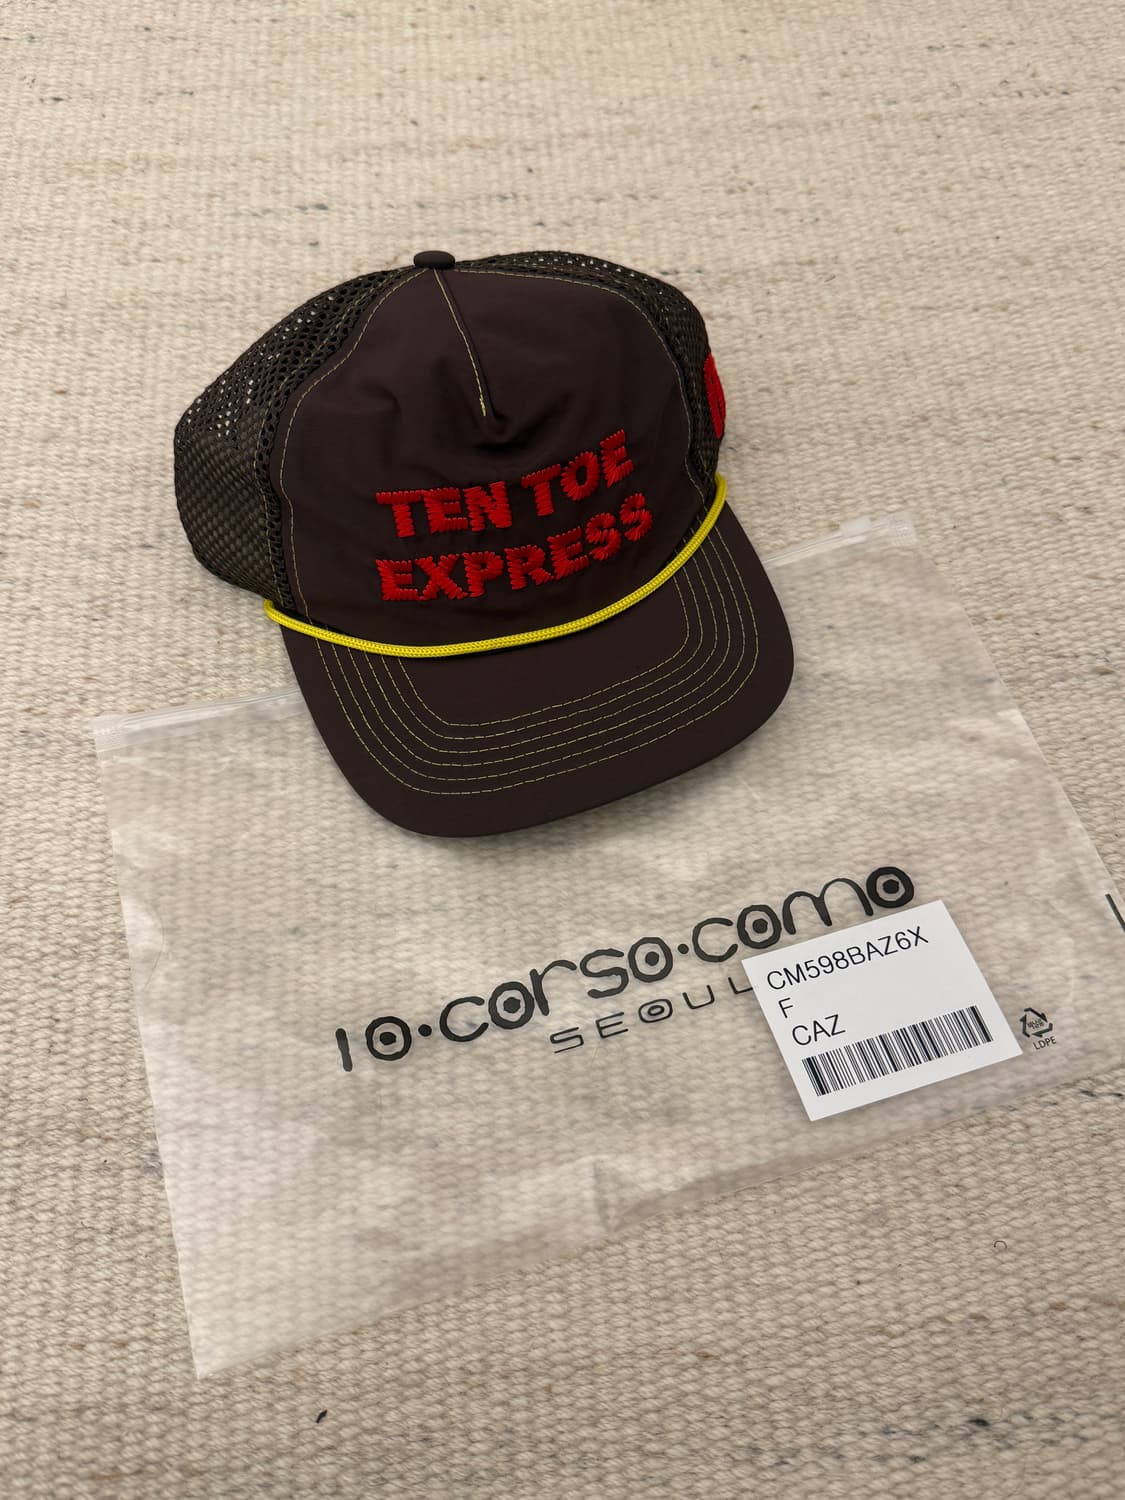 TEN TOE
EXPRESS
10·corso·como
SEOUL
CM598BAZ6X
F
CAZ
LDPE